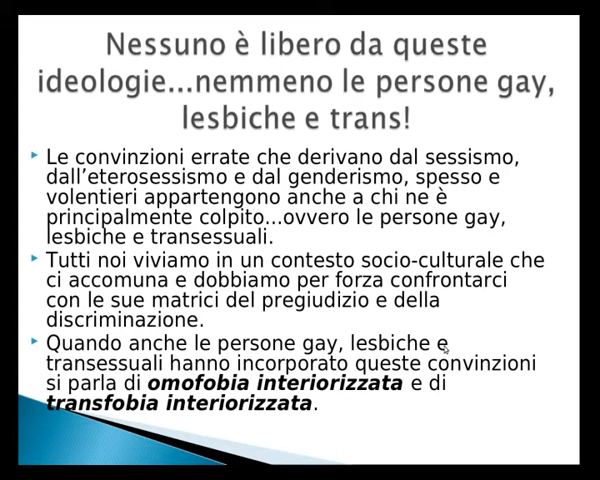 Nessuno è libero da queste
ideologie...nemmeno le persone gay,
lesbiche e trans!
Le convinzioni errate che derivano dal sessismo,
dall'eterosessismo e dal genderismo, spesso e
volentieri appartengono anche a chi ne è
principalmente colpito...ovvero le persone gay,
lesbiche e transessuali.
Tutti noi viviamo in un contesto socio-culturale che
ci accomuna e dobbiamo per forza confrontarci
con le sue matrici del pregiudizio e della
discriminazione.
Quando anche le persone gay, lesbiche e
transessuali hanno incorporato queste convinzioni
si parla di omofobia interiorizzata e di
transfobia interiorizzata.